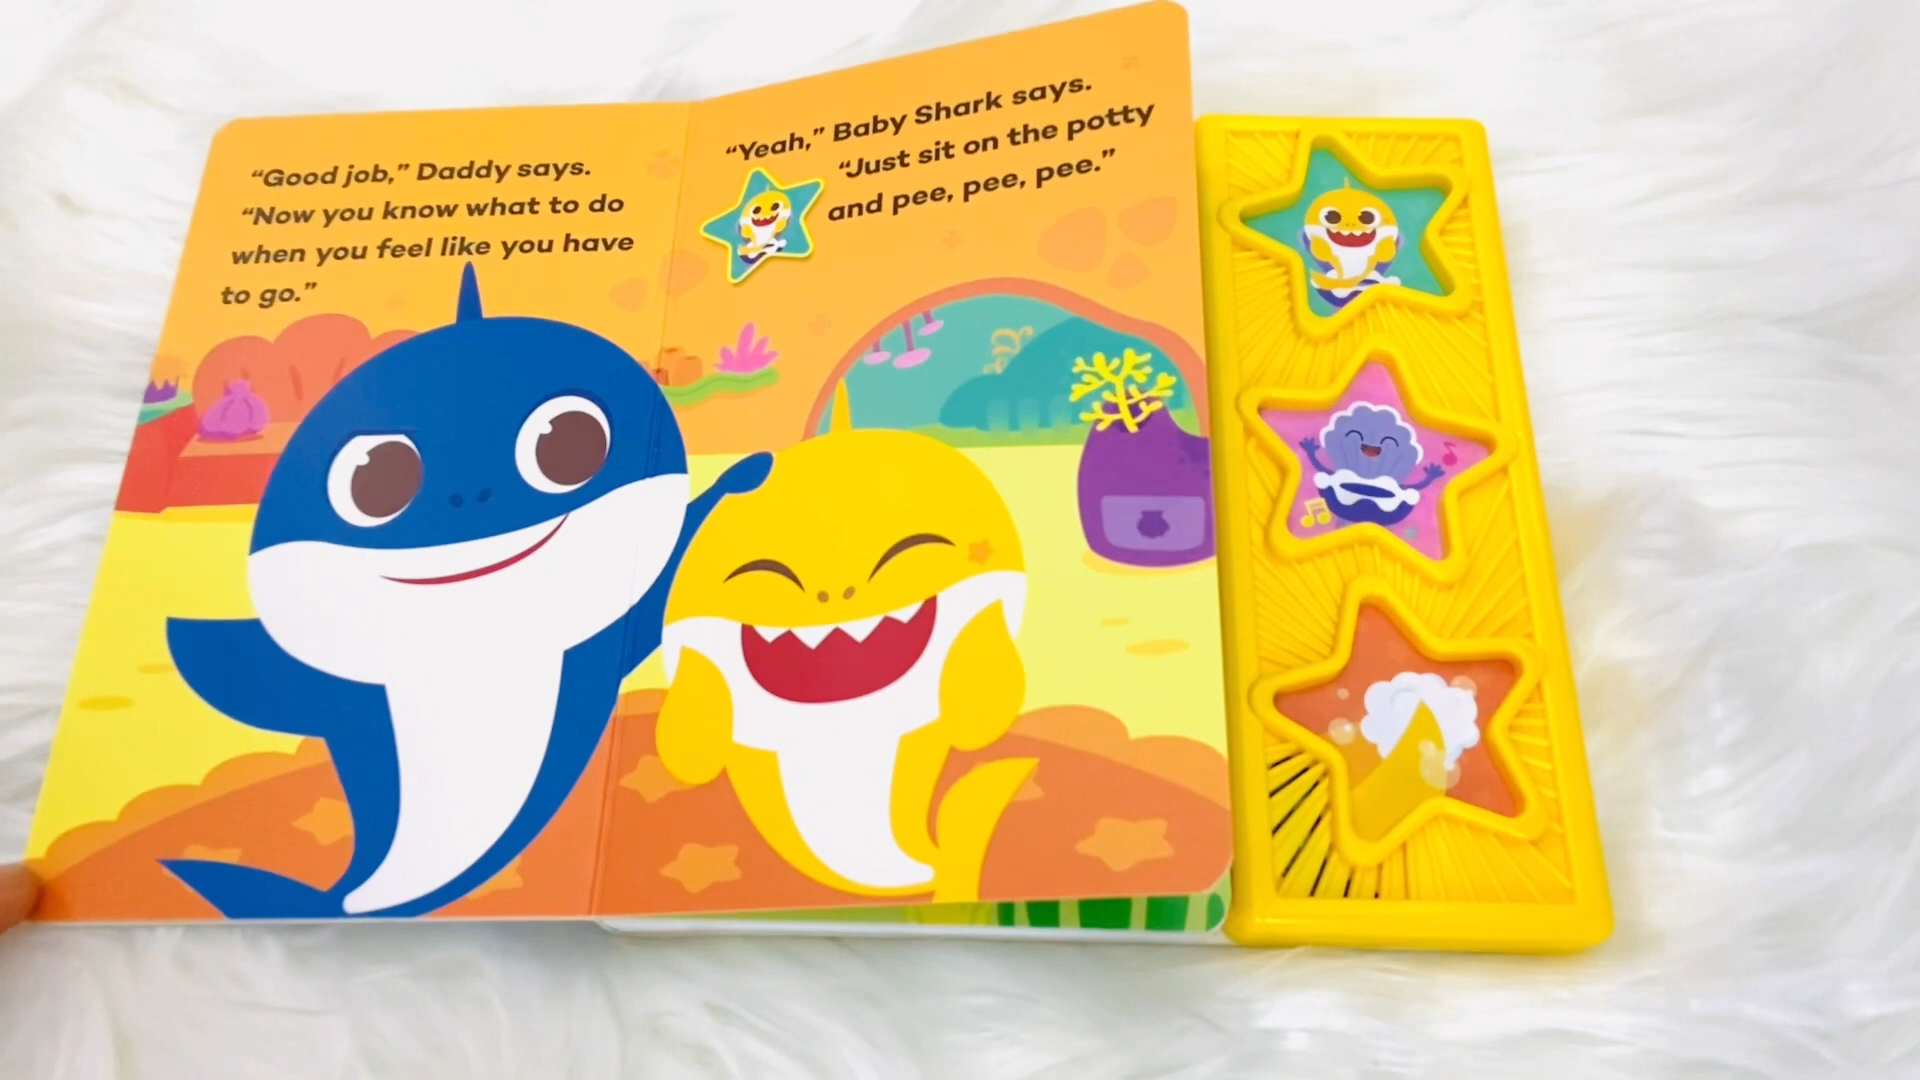 “Good job,” Daddy says.
“Now you know what to do
when you feel like you have
to go.”
“Yeah,” Baby Shark says.
“Just sit on the potty
and pee, pee, pee.”